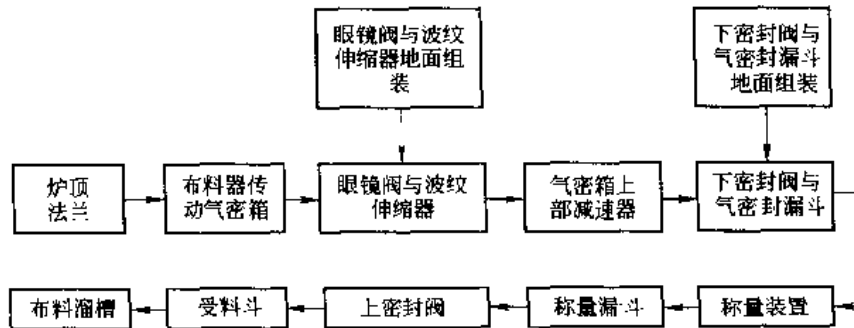 眼镜阀与波纹
伸缩器地面组
装
下密封阀与
气密封漏斗
地面组装
炉顶
法兰
布料器传
动气密箱
眼镜阀与波纹
伸缩器
气密箱上
部减速器
下密封阀与
气密封漏斗
布料溜槽
受料斗
上密封阀
称量漏斗
称量装置